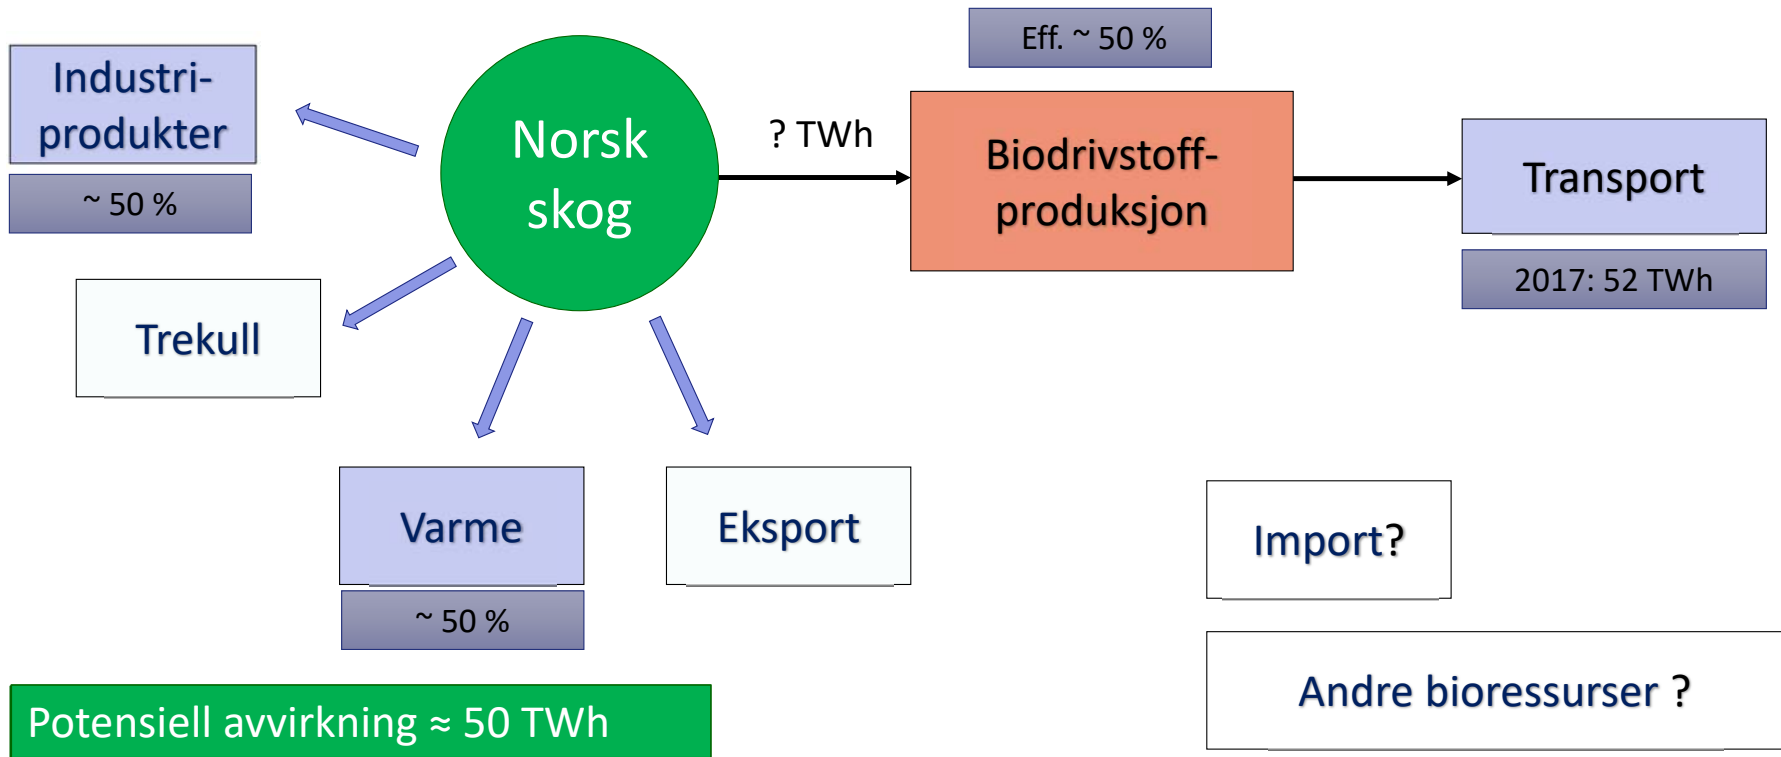 Eff. ~ 50 %
Industri-
produkter
~ 50 %
Norsk
skog
? TWh
Biodrivstoff-
produksjon
Transport
2017: 52 TWh
Trekull
Varme
~ 50 %
Eksport
Import?
Andre bioressurser ?
Potensiell avvirkning ≈ 50 TWh